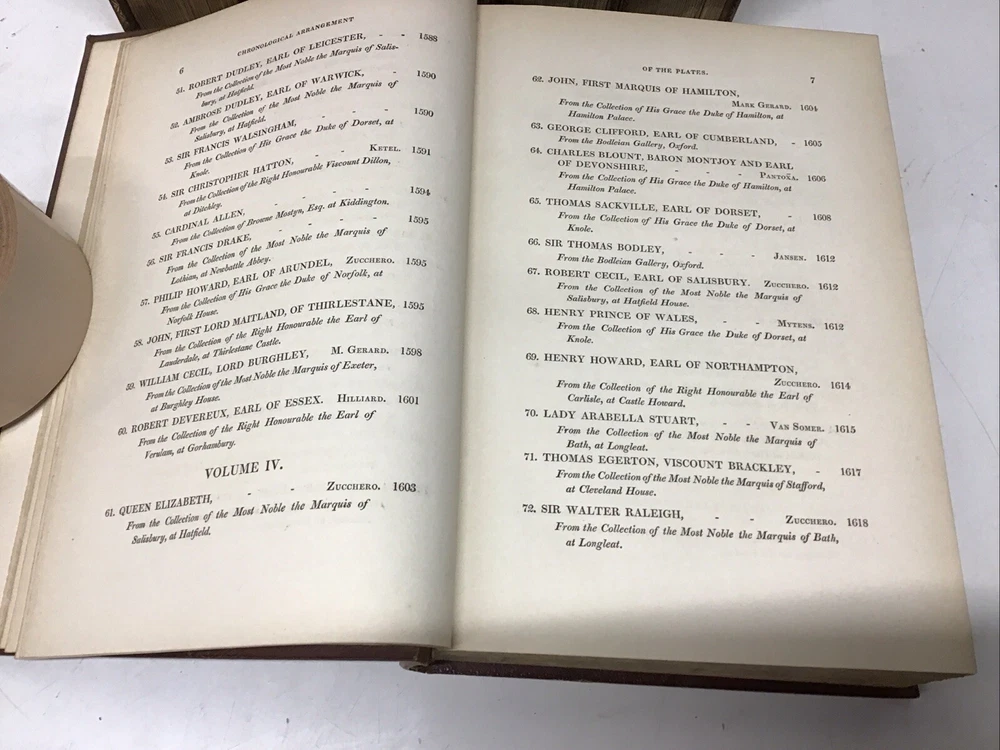 6
CHRONOLOGICAL ARRANGEMENT
51. ROBERT DUDLEY, EARL OF LEICESTER, - - 1588
From the Collection of the Most Noble the Marquis of Salis-
bury, at Hatfield.
52. AMBROSE DUDLEY, EARL OF WARWICK, - 1590
From the Collection of the Most Noble the Marquis of
Salisbury, at Hatfield.
53. SIR FRANCIS WALSINGHAM, - - - 1590
From the Collection of His Grace the Duke of Dorset, at
Knole.
54. SIR CHRISTOPHER HATTON, - - KETEL. 1591
From the Collection of the Right Honourable Viscount Dillon,
at Ditchley.
55. CARDINAL ALLEN, - - - 1594
From the Collection of Browne Mostyn, Esq. at Kiddington.
56. SIR FRANCIS DRAKE, - - - 1595
From the Collection of the Most Noble the Marquis of
Lothian, at Newbattle Abbey.
57. PHILIP HOWARD, EARL OF ARUNDEL, ZUCCHERO. 1595
From the Collection of His Grace the Duke of Norfolk, at
Norfolk House.
58. JOHN, FIRST LORD MAITLAND, OF THIRLESTANE, 1595
From the Collection of the Right Honourable the Earl of
Lauderdale, at Thirlestane Castle.
59. WILLIAM CECIL, LORD BURGHLEY, M. GERARD. 1598
From the Collection of the Most Noble the Marquis of Exeter,
at Burghley House.
60. ROBERT DEVEREUX, EARL OF ESSEX. HILLIARD. 1601
From the Collection of the Right Honourable the Earl of
Verulam, at Gorhambury.
VOLUME IV.
61. QUEEN ELIZABETH, - - ZUCCHERO. 1603
From the Collection of the Most Noble the Marquis of
Salisbury, at Hatfield.
OF THE PLATES.
7
62. JOHN, FIRST MARQUIS OF HAMILTON,
MARK GERARD. 1604
From the Collection of His Grace the Duke of Hamilton, at
Hamilton Palace.
63. GEORGE CLIFFORD, EARL OF CUMBERLAND, - 1605
From the Bodleian Gallery, Oxford.
64. CHARLES BLOUNT, BARON MONTJOY AND EARL
OF DEVONSHIRE, - - - PANTOXA. 1606
From the Collection of His Grace the Duke of Hamilton, at
Hamilton Palace.
65. THOMAS SACKVILLE, EARL OF DORSET, - 1608
From the Collection of His Grace the Duke of Dorset, at
Knole.
66. SIR THOMAS BODLEY, - - - JANSEN. 1612
From the Bodleian Gallery, Oxford.
67. ROBERT CECIL, EARL OF SALISBURY. ZUCCHERO. 1612
From the Collection of the Most Noble the Marquis of
Salisbury, at Hatfield House.
68. HENRY PRINCE OF WALES, - - MYTENS. 1612
From the Collection of His Grace the Duke of Dorset, at
Knole.
69. HENRY HOWARD, EARL OF NORTHAMPTON,
ZUCCHERO. 1614
From the Collection of the Right Honourable the Earl of
Carlisle, at Castle Howard.
70. LADY ARABELLA STUART, - - VAN SOMER. 1615
From the Collection of the Most Noble the Marquis of
Bath, at Longleat.
71. THOMAS EGERTON, VISCOUNT BRACKLEY, - 1617
From the Collection of the Most Noble the Marquis of Stafford,
at Cleveland House.
72. SIR WALTER RALEIGH, - - ZUCCHERO. 1618
From the Collection of the Most Noble the Marquis of Bath,
at Longleat.